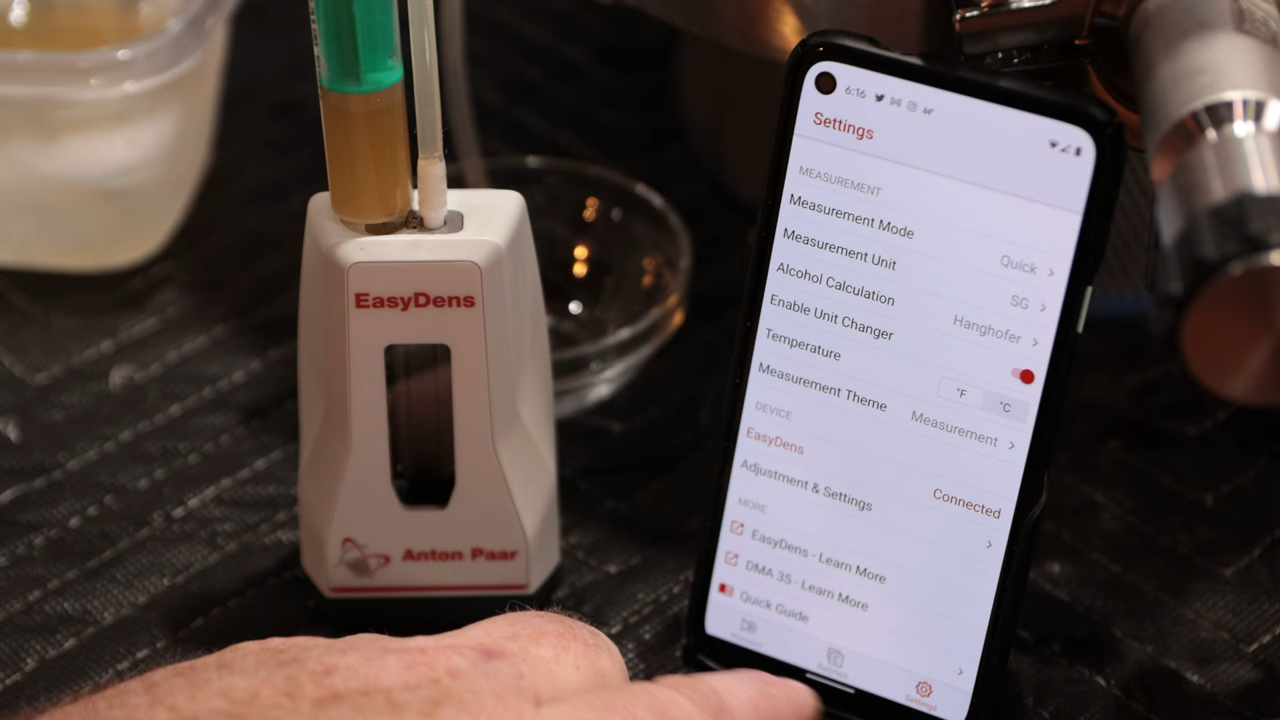 EasyDens
Anton Paar
6:16
Settings
MEASUREMENT
Measurement Mode
Quick
Measurement Unit
SG
Alcohol Calculation
Hanghofer
Enable Unit Changer
Temperature
°F
°C
Measurement Theme
Measurement
DEVICE
EasyDens
Connected
Adjustment & Settings
MORE
EasyDens - Learn More
DMA 35 - Learn More
Quick Guide
Settings